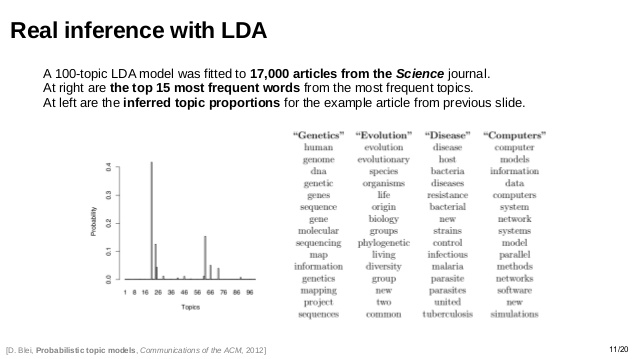 Real inference with LDA
A 100-topic LDA model was fitted to 17,000 articles from the Science journal.
At right are the top 15 most frequent words from the most frequent topics.
At left are the inferred topic proportions for the example article from previous slide.
Probability
0.4
0.3
0.2
0.1
0.0
1 8 16 26 36 46 56 66 76 86 96
Topics
“Genetics” “Evolution” “Disease” “Computers”
human evolution disease computer
genome evolutionary host models
dna species bacteria information
genetic organisms diseases data
genes life resistance computers
sequence origin bacterial system
gene biology new network
molecular groups strains systems
sequencing phylogenetic control model
map living infectious parallel
information diversity malaria methods
genetics group parasite networks
mapping new parasites software
project two united new
sequences common tuberculosis simulations
[D. Blei, Probabilistic topic models, Communications of the ACM, 2012]
11/20